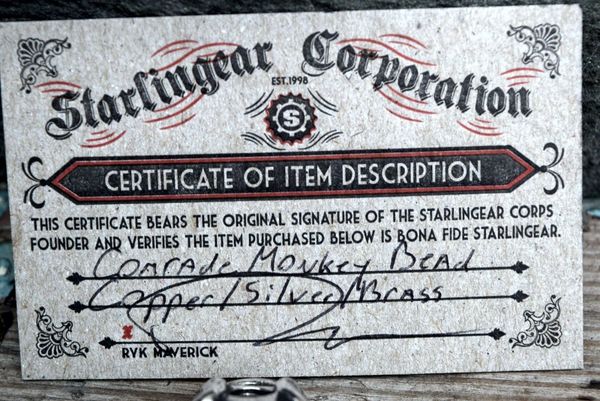 Starlingear Corporation
EST.1998
S
CERTIFICATE OF ITEM DESCRIPTION
THIS CERTIFICATE BEARS THE ORIGINAL SIGNATURE OF THE STARLINGEAR CORPS
FOUNDER AND VERIFIES THE ITEM PURCHASED BELOW IS BONA FIDE STARLINGEAR.
Comrade Monkey Bead
Copper/Silver/Brass
X
RYK MAVERICK